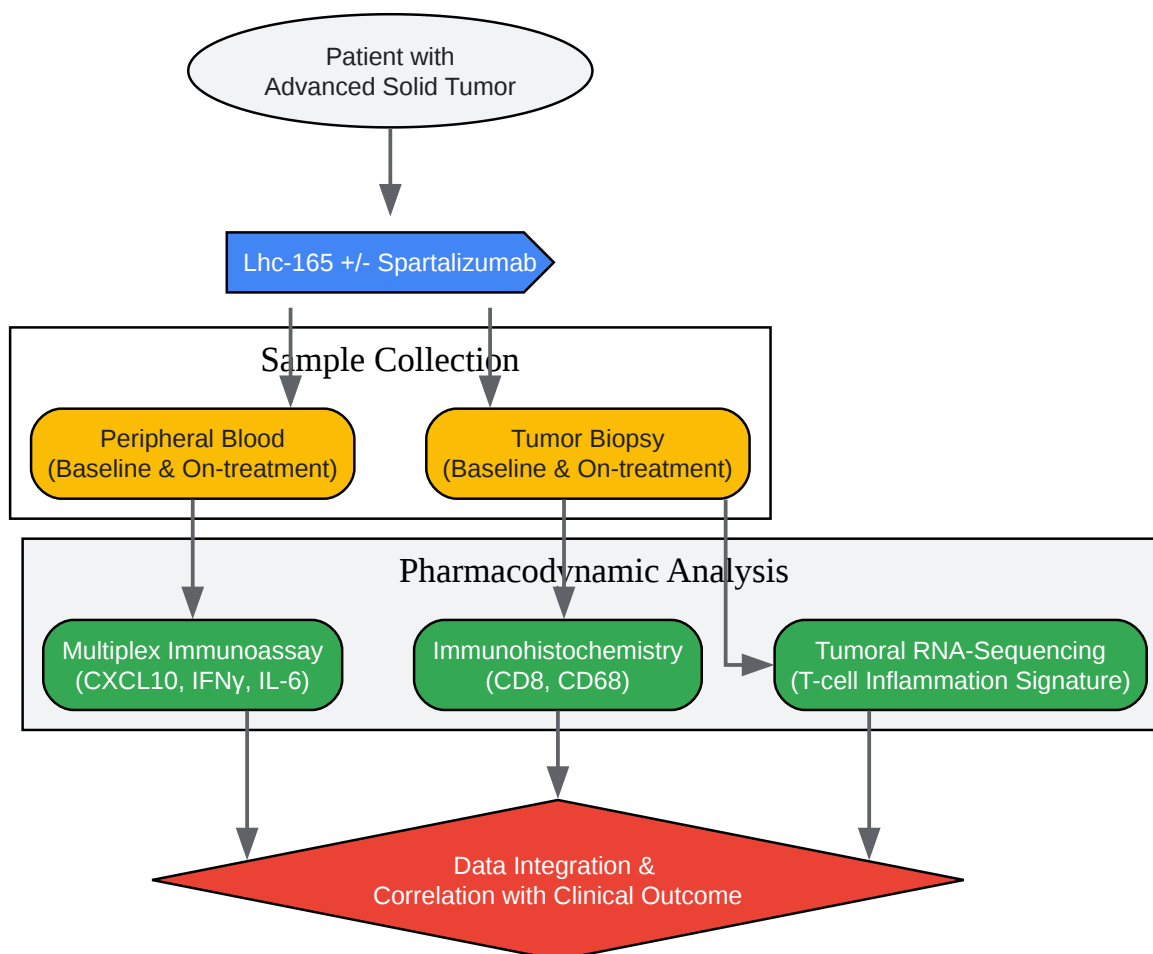 Patient with
Advanced Solid Tumor
Lhc-165 +/- Spartalizumab
Sample Collection
Peripheral Blood
(Baseline & On-treatment)
Tumor Biopsy
(Baseline & On-treatment)
Pharmacodynamic Analysis
Multiplex Immunoassay
(CXCL10, IFNγ, IL-6)
Immunohistochemistry
(CD8, CD68)
Tumoral RNA-Sequencing
(T-cell Inflammation Signature)
Data Integration &
Correlation with Clinical Outcome